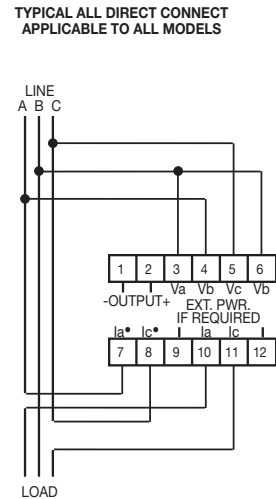 TYPICAL ALL DIRECT CONNECT
APPLICABLE TO ALL MODELS
LINE
A B C
1 2 3 4 5 6
Va Vb Vc Vb
-OUTPUT+ EXT. PWR.
IF REQUIRED
Ia• Ic• Ia Ic
7 8 9 10 11 12
LOAD